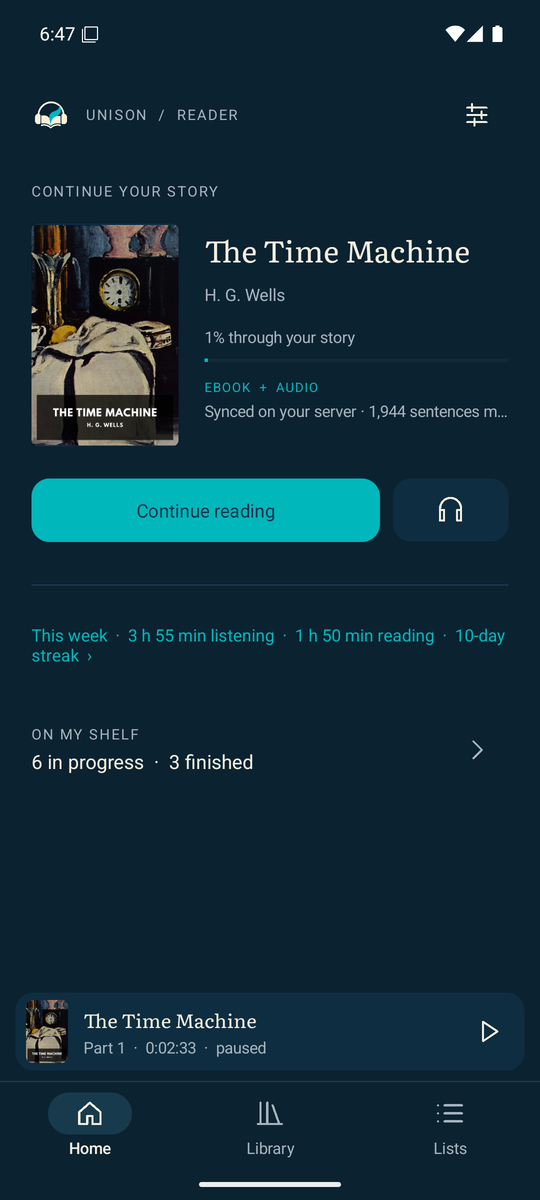 6:47
UNISON / READER
CONTINUE YOUR STORY
The Time Machine
H. G. Wells
1% through your story
EBOOK + AUDIO
Synced on your server · 1,944 sentences m...
THE TIME MACHINE
H. G. WELLS
Continue reading
This week · 3 h 55 min listening · 1 h 50 min reading · 10-day
streak ›
ON MY SHELF
6 in progress · 3 finished
THE TIME MACHINE
The Time Machine
Part 1 · 0:02:33 · paused
Home
Library
Lists